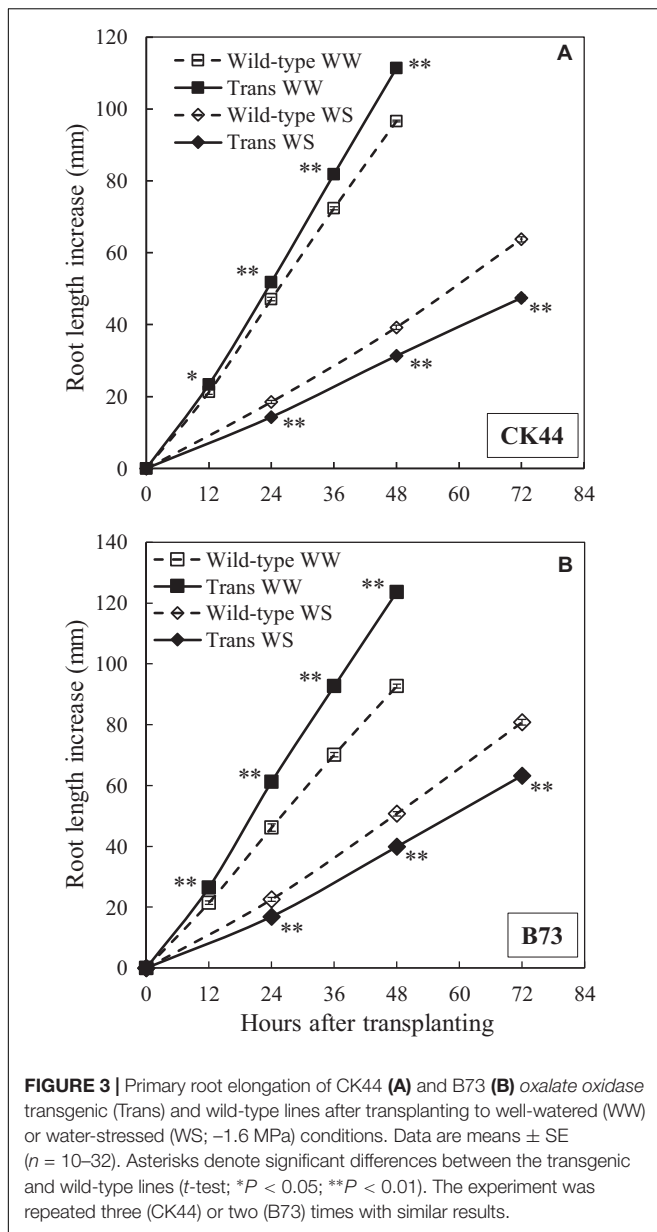 A
Wild-type WW
Trans WW
Wild-type WS
Trans WS
Root length increase (mm)
120
100
80
60
40
20
0
**
**
**
*
**
**
**
CK44
0 12 24 36 48 60 72 84
B
Wild-type WW
Trans WW
Wild-type WS
Trans WS
Root length increase (mm)
140
120
100
80
60
40
20
0
**
**
**
**
**
**
**
B73
0 12 24 36 48 60 72 84
Hours after transplanting
FIGURE 3 | Primary root elongation of CK44 (A) and B73 (B) oxalate oxidase
transgenic (Trans) and wild-type lines after transplanting to well-watered (WW)
or water-stressed (WS; –1.6 MPa) conditions. Data are means ± SE
(n = 10–32). Asterisks denote significant differences between the transgenic
and wild-type lines (t-test; *P < 0.05; **P < 0.01). The experiment was
repeated three (CK44) or two (B73) times with similar results.